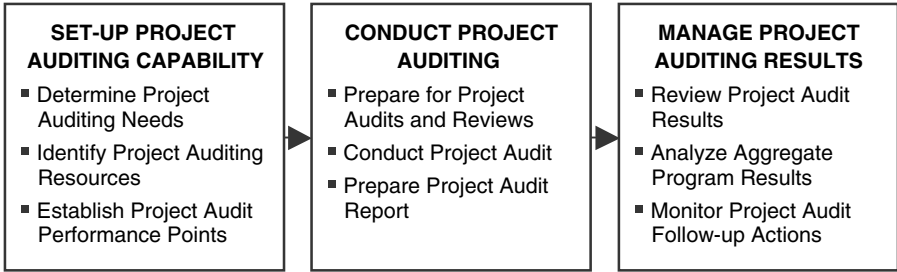 SET-UP PROJECT
AUDITING CAPABILITY
▪ Determine Project
Auditing Needs
▪ Identify Project Auditing
Resources
▪ Establish Project Audit
Performance Points
CONDUCT PROJECT
AUDITING
▪ Prepare for Project
Audits and Reviews
▪ Conduct Project Audit
▪ Prepare Project Audit
Report
MANAGE PROJECT
AUDITING RESULTS
▪ Review Project Audit
Results
▪ Analyze Aggregate
Program Results
▪ Monitor Project Audit
Follow-up Actions